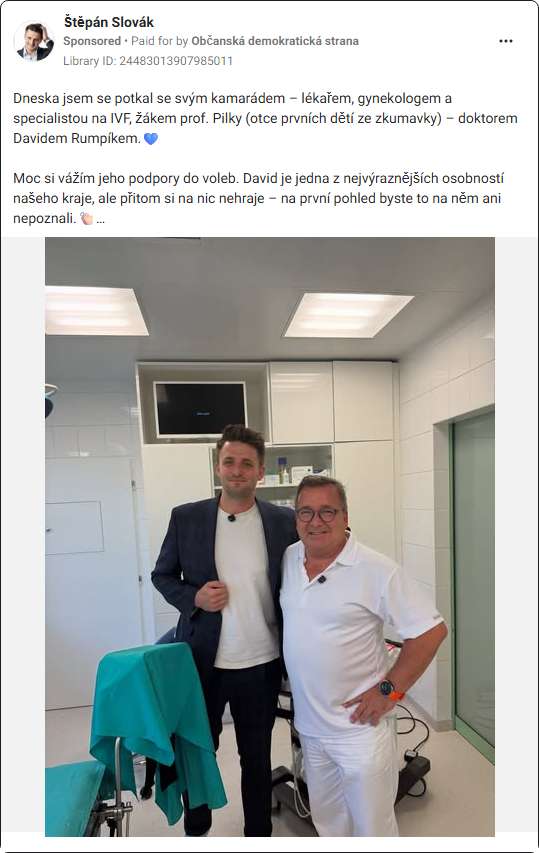 Štěpán Slovák
Sponsored • Paid for by Občanská demokratická strana
Library ID: 24483013907985011
Dneska jsem se potkal se svým kamarádem – lékařem, gynekologem a
specialistou na IVF, žákem prof. Pilky (otce prvních dětí ze zkumavky) – doktorem
Davidem Rumpíkem. 💙
Moc si vážím jeho podpory do voleb. David je jedna z nejvýraznějších osobností
našeho kraje, ale přitom si na nic nehraje – na první pohled byste to na něm ani
nepoznali. 👏🏻 ...